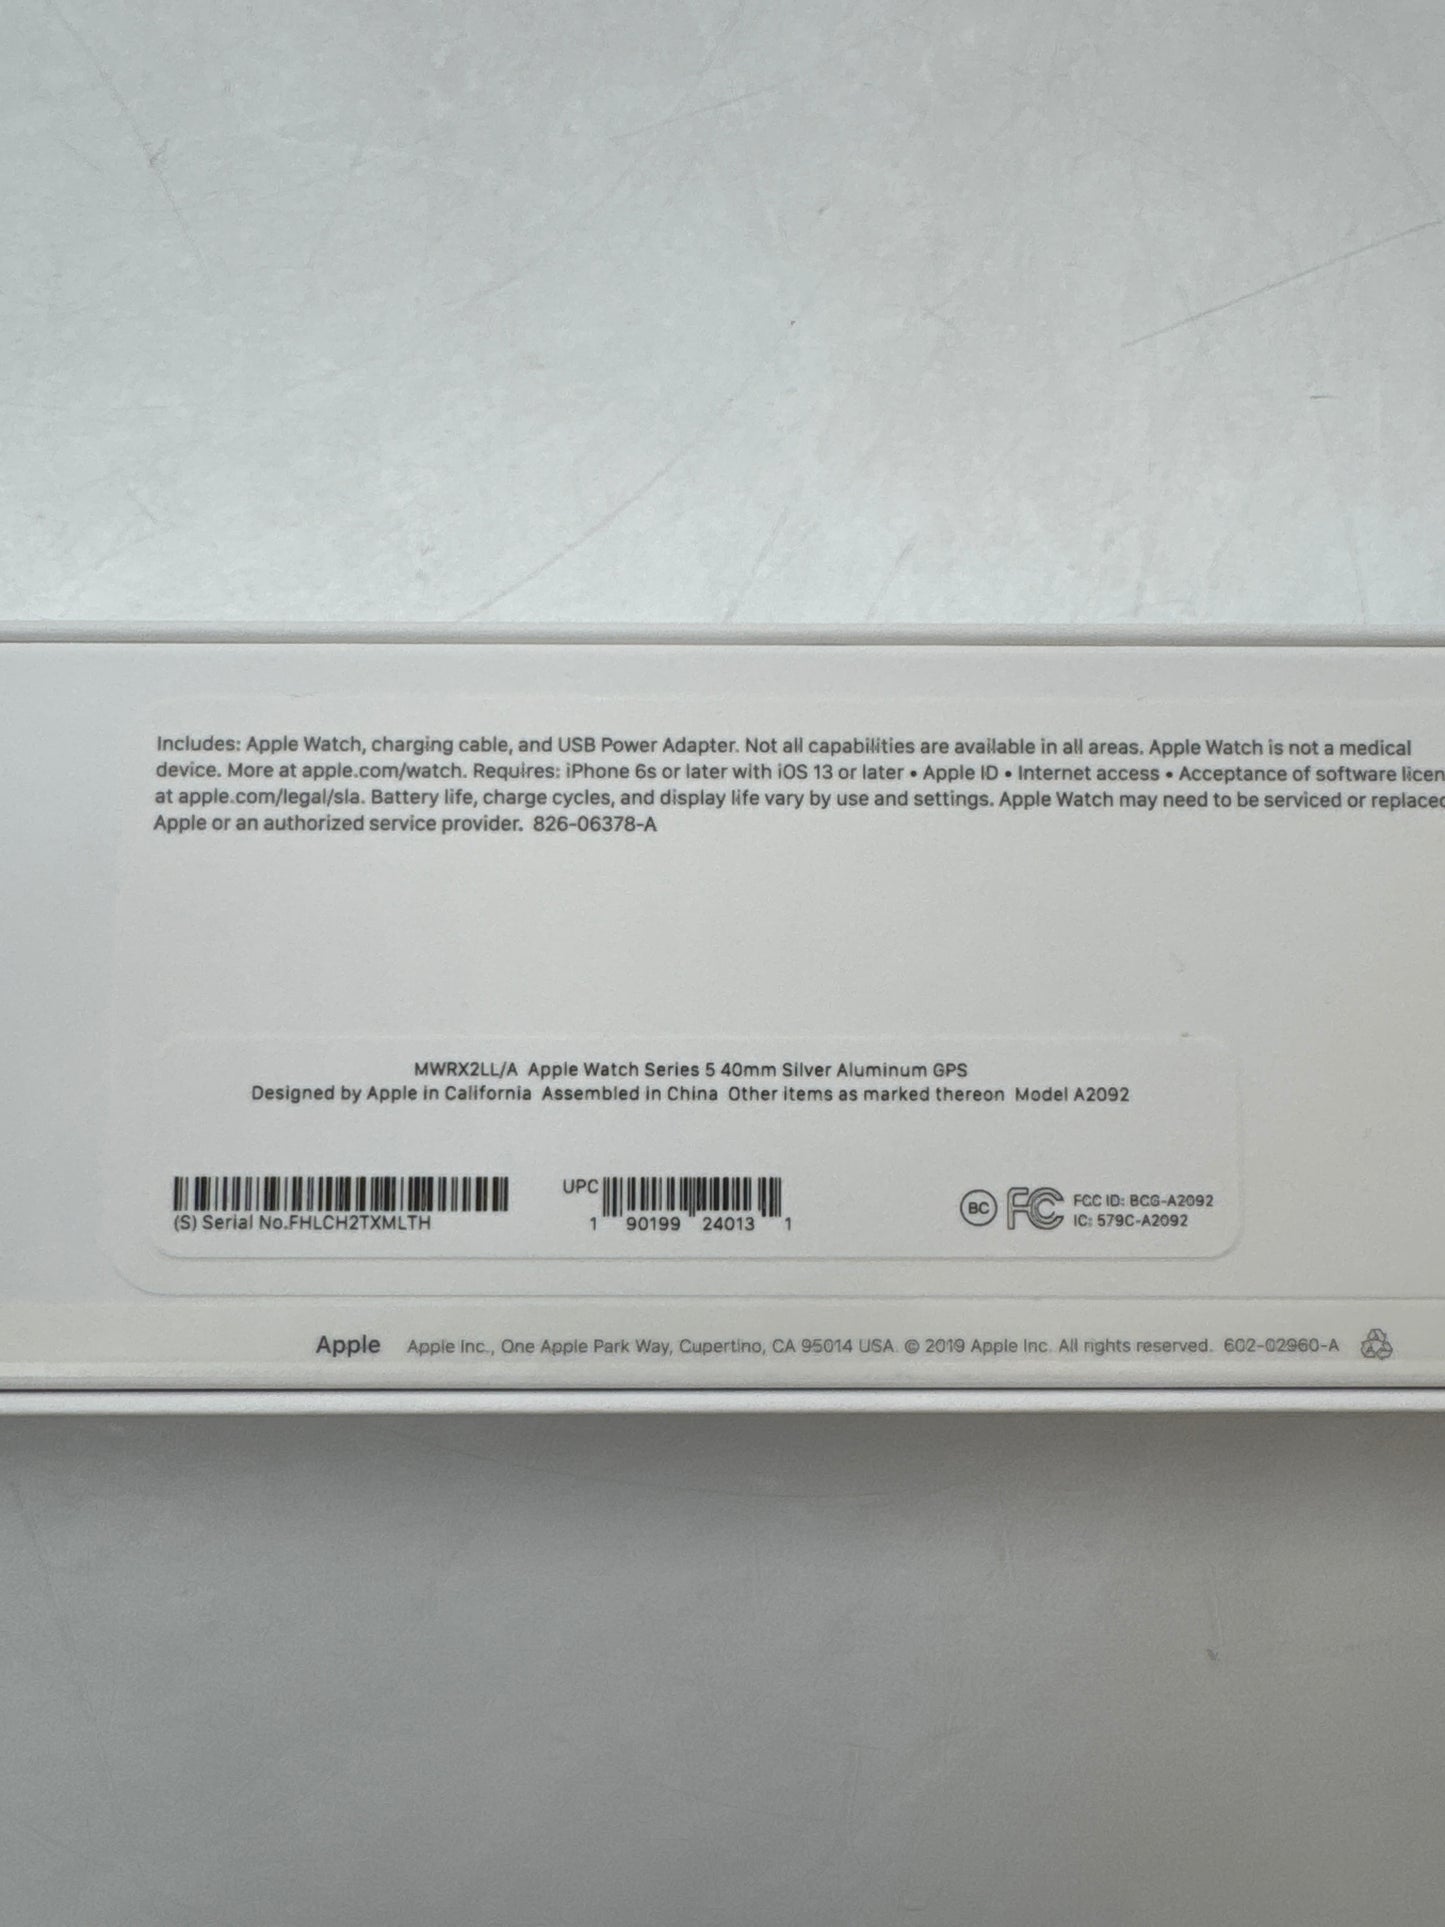 Includes: Apple Watch, charging cable, and USB Power Adapter. Not all capabilities are available in all areas. Apple Watch is not a medical
device. More at apple.com/watch. Requires: iPhone 6s or later with iOS 13 or later • Apple ID • Internet access • Acceptance of software licen
at apple.com/legal/sla. Battery life, charge cycles, and display life vary by use and settings. Apple Watch may need to be serviced or replaced
Apple or an authorized service provider. 826-06378-A
MWRX2LL/A Apple Watch Series 5 40mm Silver Aluminum GPS
Designed by Apple in California Assembled in China Other items as marked thereon Model A2092
(S) Serial No.FHLCH2TXMLTH
UPC
1 90199 24013 1
BC FC FCC ID: BCG-A2092
IC: 579C-A2092
Apple Apple Inc., One Apple Park Way, Cupertino, CA 95014 USA. © 2019 Apple Inc. All rights reserved. 602-02960-A